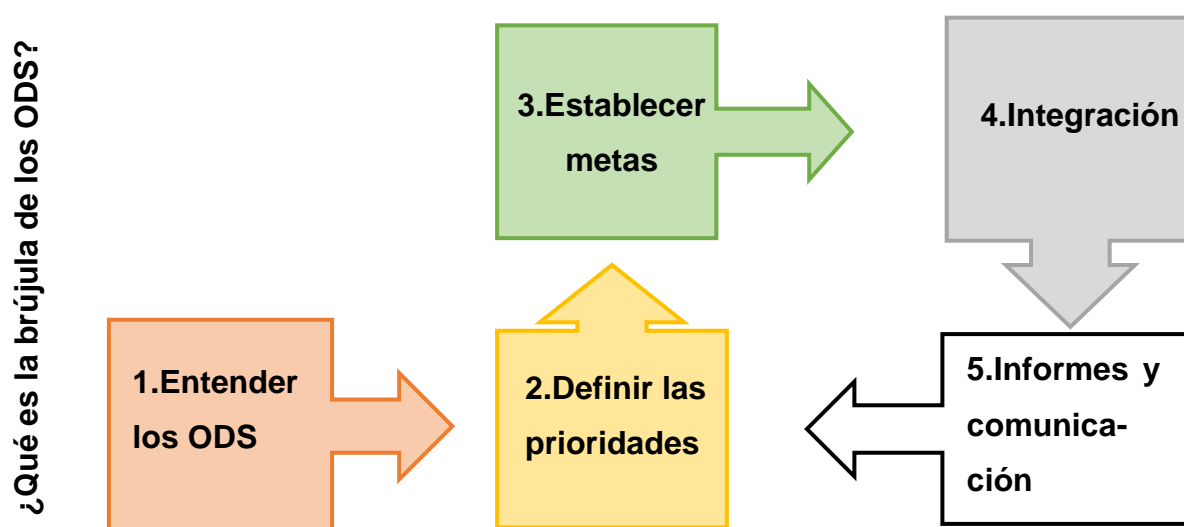 ¿Qué es la brújula de los ODS?
1.Entender
los ODS
2.Definir las
prioridades
3.Establecer
metas
4.Integración
5.Informes y
comunica-
ción